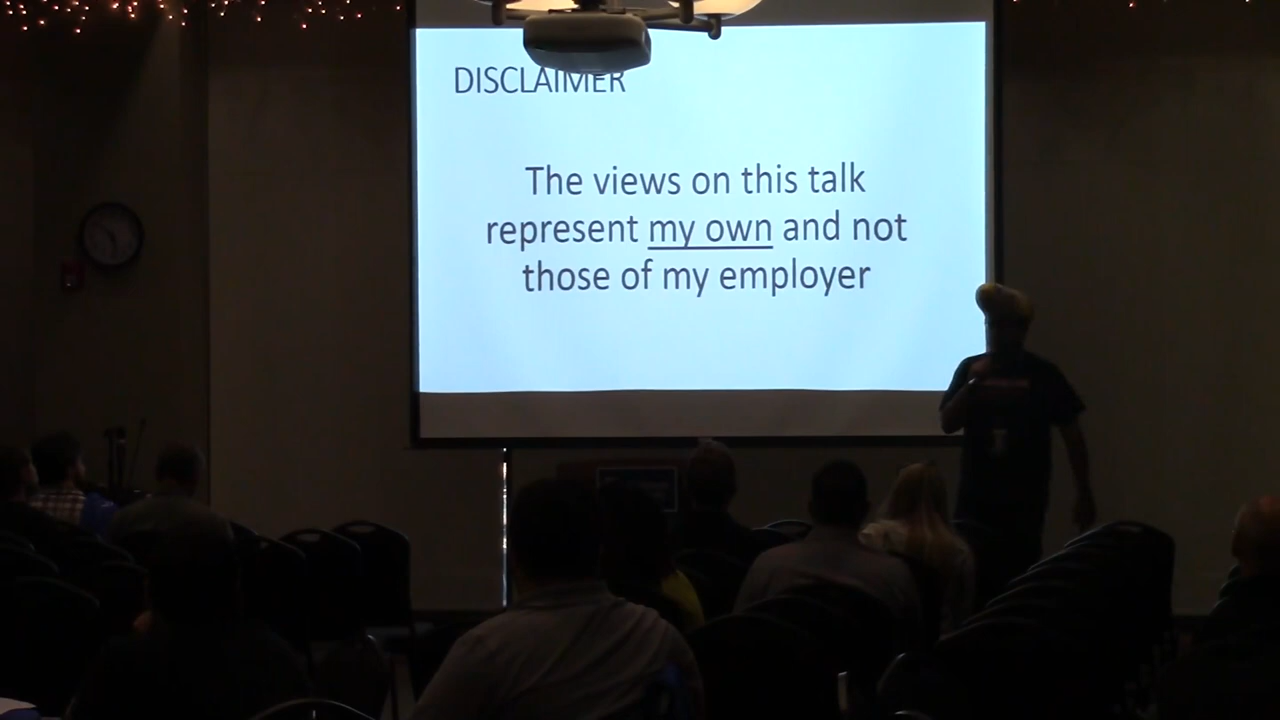 DISCLAIMER
The views on this talk
represent my own and not
those of my employer